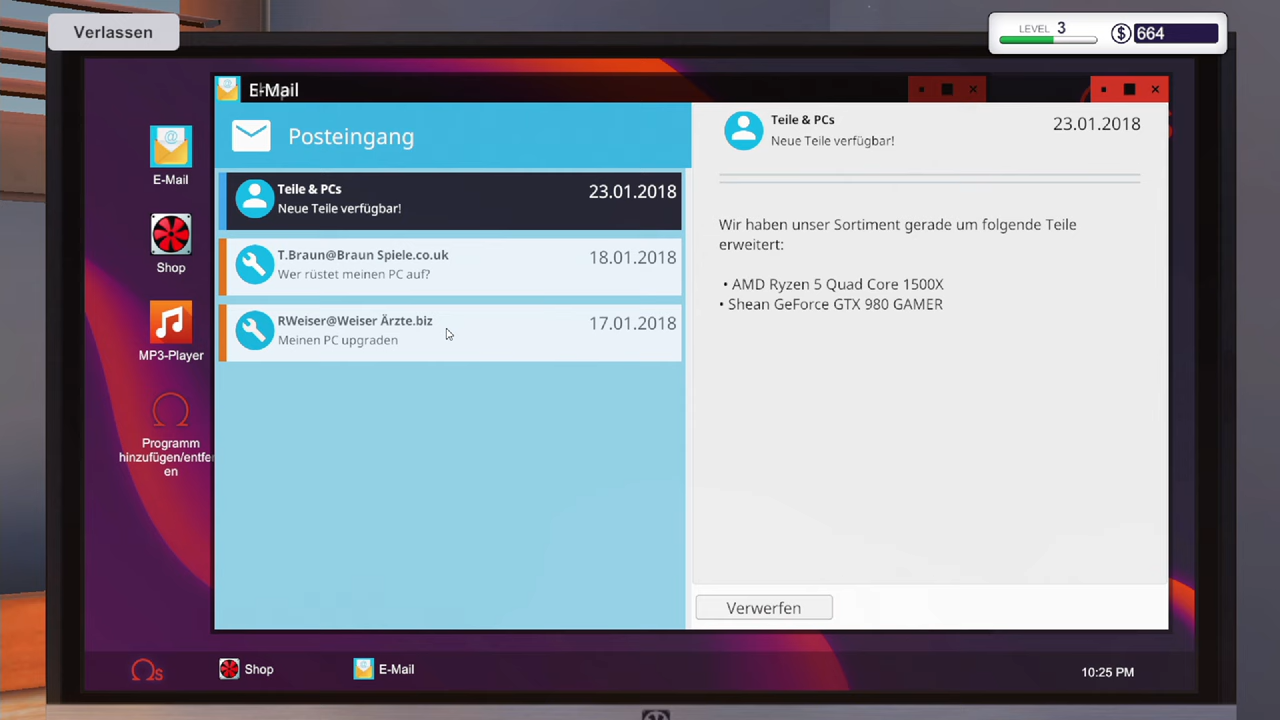 Verlassen
LEVEL 3
$ 664
E-Mail
Posteingang
Teile & PCs
23.01.2018
Neue Teile verfügbar!
T.Braun@Braun Spiele.co.uk
18.01.2018
Wer rüstet meinen PC auf?
RWeiser@Weiser Ärzte.biz
17.01.2018
Meinen PC upgraden
Teile & PCs
23.01.2018
Neue Teile verfügbar!
Wir haben unser Sortiment gerade um folgende Teile
erweitert:
• AMD Ryzen 5 Quad Core 1500X
• Shean GeForce GTX 980 GAMER
Verwerfen
E-Mail
Shop
MP3-Player
Programm
hinzufügen/entfer
en
Ωs
Shop
E-Mail
10:25 PM